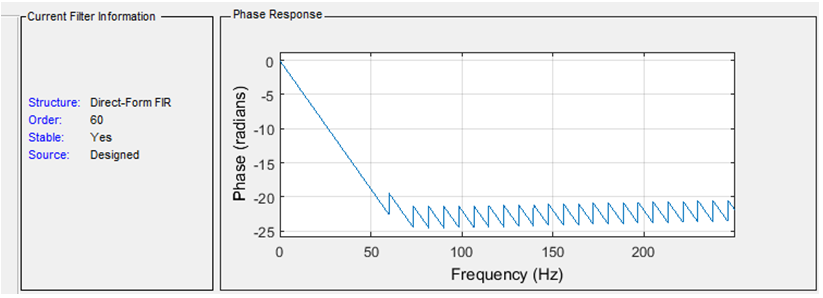 Current Filter Information
Structure: Direct-Form FIR
Order: 60
Stable: Yes
Source: Designed
Phase Response
Phase (radians)
0
-5
-10
-15
-20
-25
0 50 100 150 200
Frequency (Hz)